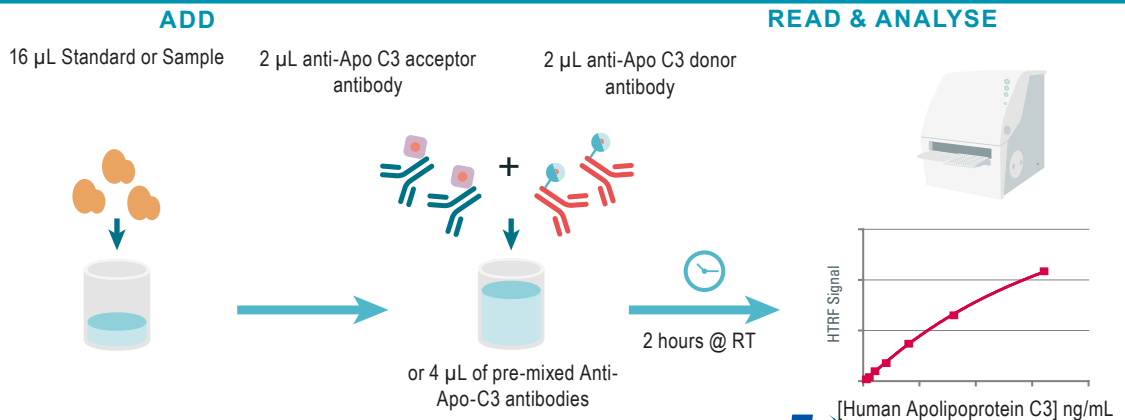 ADD
READ & ANALYSE
16 µL Standard or Sample
2 µL anti-Apo C3 acceptor
antibody
2 µL anti-Apo C3 donor
antibody
+
or 4 µL of pre-mixed Anti-
Apo-C3 antibodies
2 hours @ RT
HTRF Signal
[Human Apolipoprotein C3] ng/mL